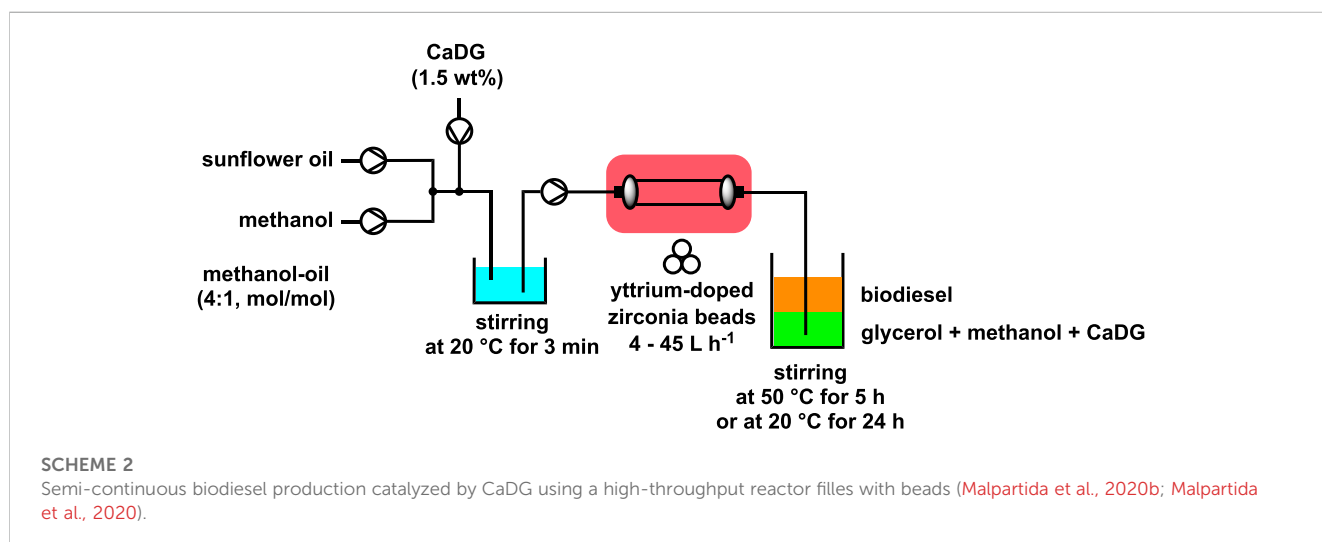 CaDG
(1.5 wt%)
sunflower oil
methanol
methanol-oil
(4:1, mol/mol)
stirring
at 20 °C for 3 min
yttrium-doped
zirconia beads
4 - 45 L h-1
biodiesel
glycerol + methanol + CaDG
stirring
at 50 °C for 5 h
or at 20 °C for 24 h
SCHEME 2
Semi-continuous biodiesel production catalyzed by CaDG using a high-throughput reactor filles with beads (Malpartida et al., 2020b; Malpartida
et al., 2020).